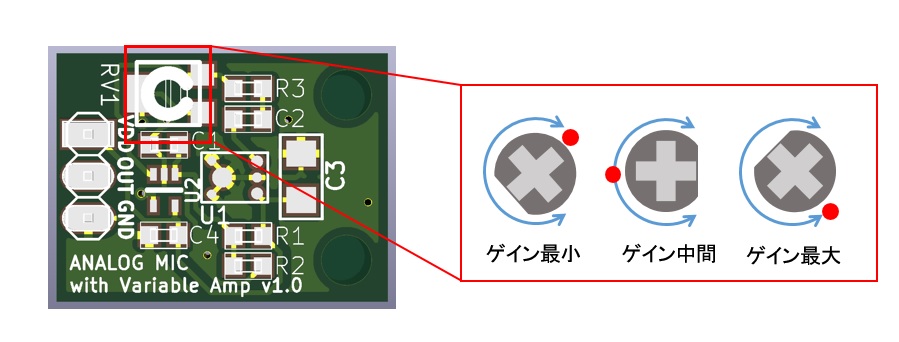 RV1
R3
C2
VDD
C1
OUT
C3
U2
U1
GND
C4
R1
R2
ANALOG MIC
with Variable Amp v1.0
ゲイン最小
ゲイン中間
ゲイン最大